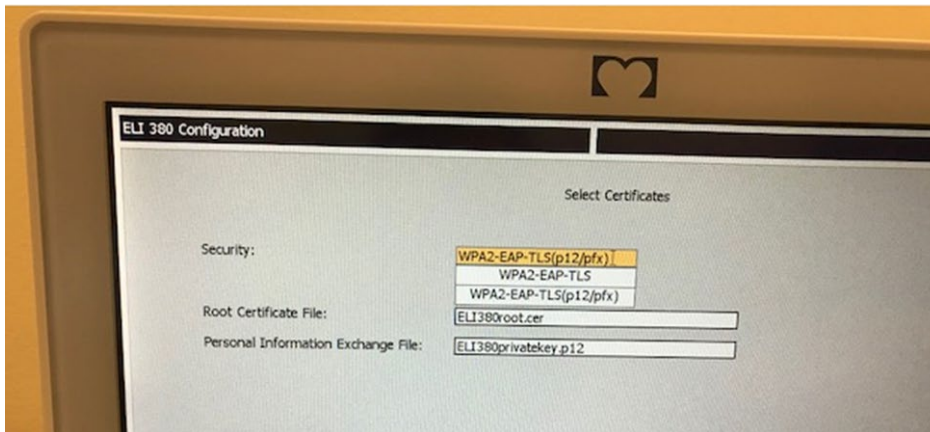 ELI 380 Configuration
Select Certificates
Security:
WPA2-EAP-TLS(p12/pfx)
WPA2-EAP-TLS
WPA2-EAP-TLS(p12/pfx)
Root Certificate File:
ELI380root.cer
Personal Information Exchange File:
ELI380privatekey.p12